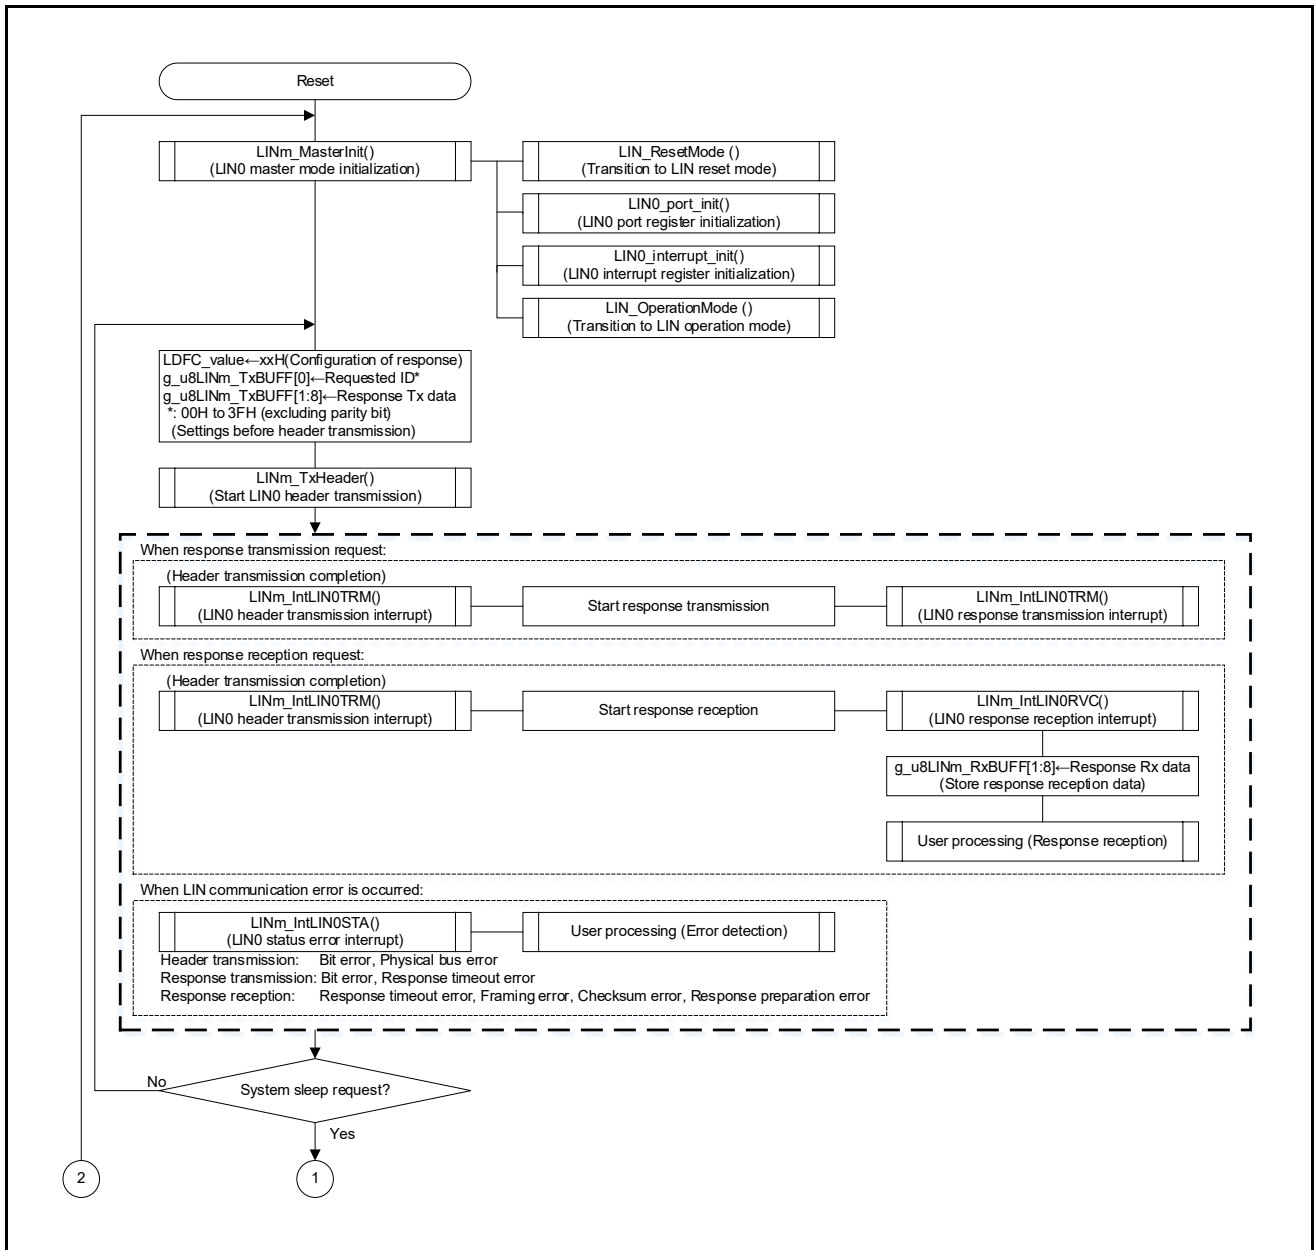 Reset
LINm_MasterInit()
(LIN0 master mode initialization)
LIN_ResetMode ()
(Transition to LIN reset mode)
LIN0_port_init()
(LIN0 port register initialization)
LIN0_interrupt_init()
(LIN0 interrupt register initialization)
LIN_OperationMode ()
(Transition to LIN operation mode)
LDFC_value←xxH(Configuration of response)
g_u8LINm_TxBUFF[0]←Requested ID*
g_u8LINm_TxBUFF[1:8]←Response Tx data
*: 00H to 3FH (excluding parity bit)
(Settings before header transmission)
LINm_TxHeader()
(Start LIN0 header transmission)
When response transmission request:
(Header transmission completion)
LINm_IntLIN0TRM()
(LIN0 header transmission interrupt)
Start response transmission
LINm_IntLIN0TRM()
(LIN0 response transmission interrupt)
When response reception request:
(Header transmission completion)
LINm_IntLIN0TRM()
(LIN0 header transmission interrupt)
Start response reception
LINm_IntLIN0RVC()
(LIN0 response reception interrupt)
g_u8LINm_RxBUFF[1:8]←Response Rx data
(Store response reception data)
User processing (Response reception)
When LIN communication error is occurred:
LINm_IntLIN0STA()
(LIN0 status error interrupt)
User processing (Error detection)
Header transmission: Bit error, Physical bus error
Response transmission: Bit error, Response timeout error
Response reception: Response timeout error, Framing error, Checksum error, Response preparation error
No
System sleep request?
Yes
2
1